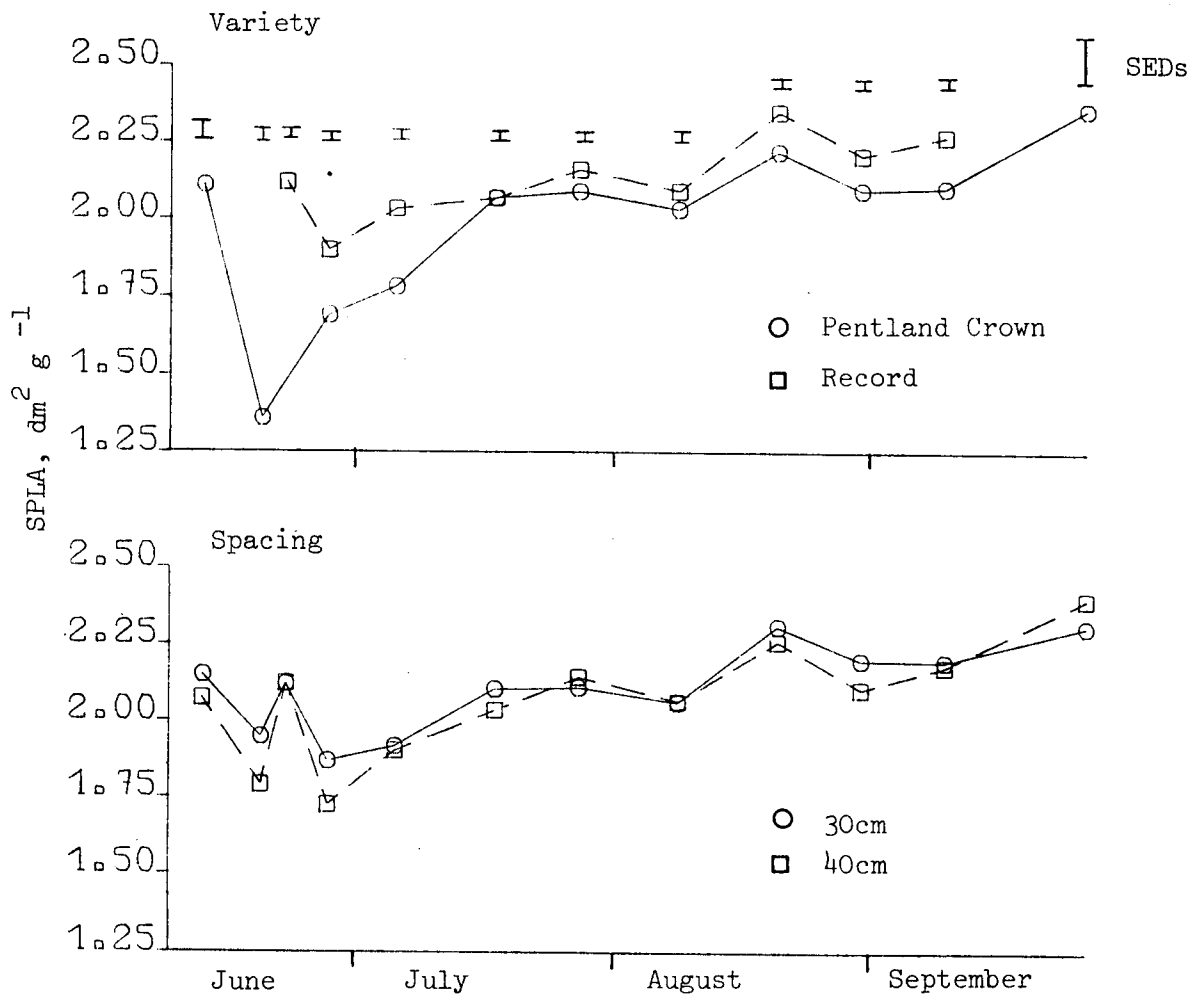 Variety
2.50
2.25
2.00
1.75
1.50
1.25
SEDs
Pentland Crown
Record
SPLA, dm² g⁻¹
Spacing
2.50
2.25
2.00
1.75
1.50
1.25
30cm
40cm
June July August September